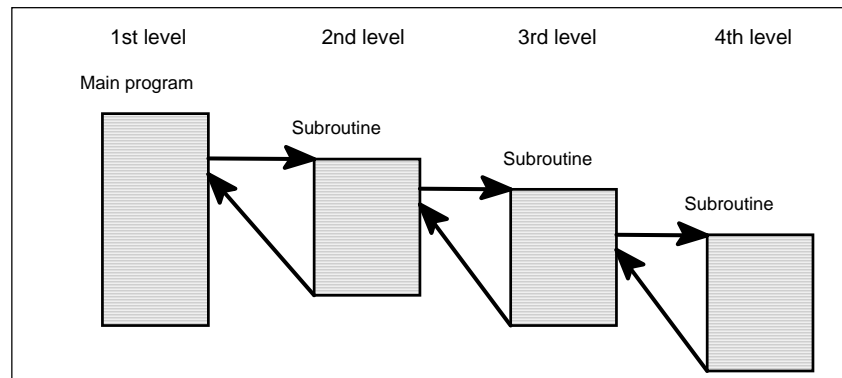 1st level 2nd level 3rd level 4th level
Main program
Subroutine
Subroutine
Subroutine